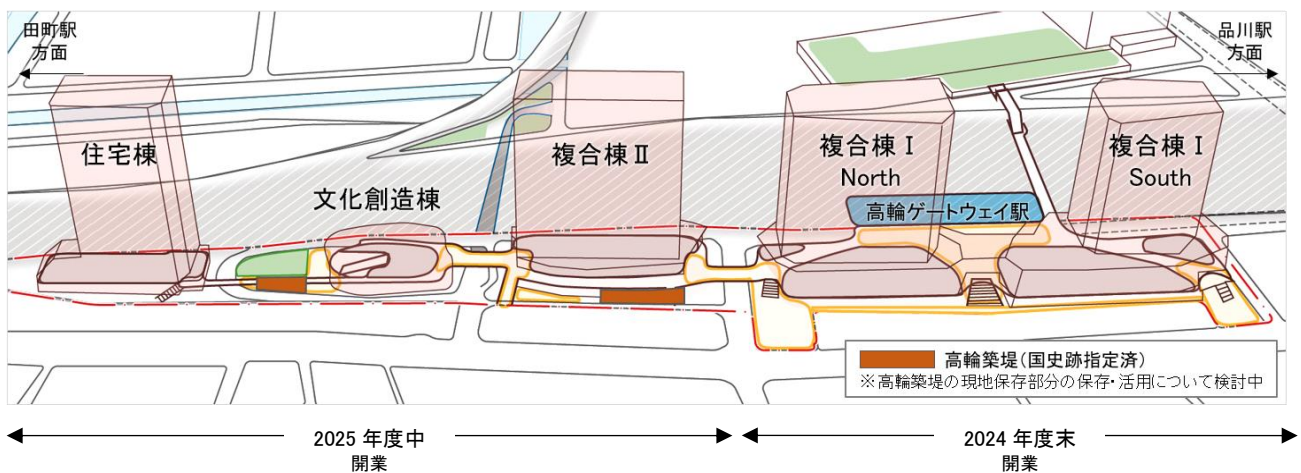 田町駅
方面
品川駅
方面
住宅棟
文化創造棟
複合棟Ⅱ
複合棟Ⅰ
North
複合棟Ⅰ
South
高輪ゲートウェイ駅
高輪築堤(国史跡指定済)
※高輪築堤の現地保存部分の保存・活用について検討中
2025 年度中
開業
2024 年度末
開業